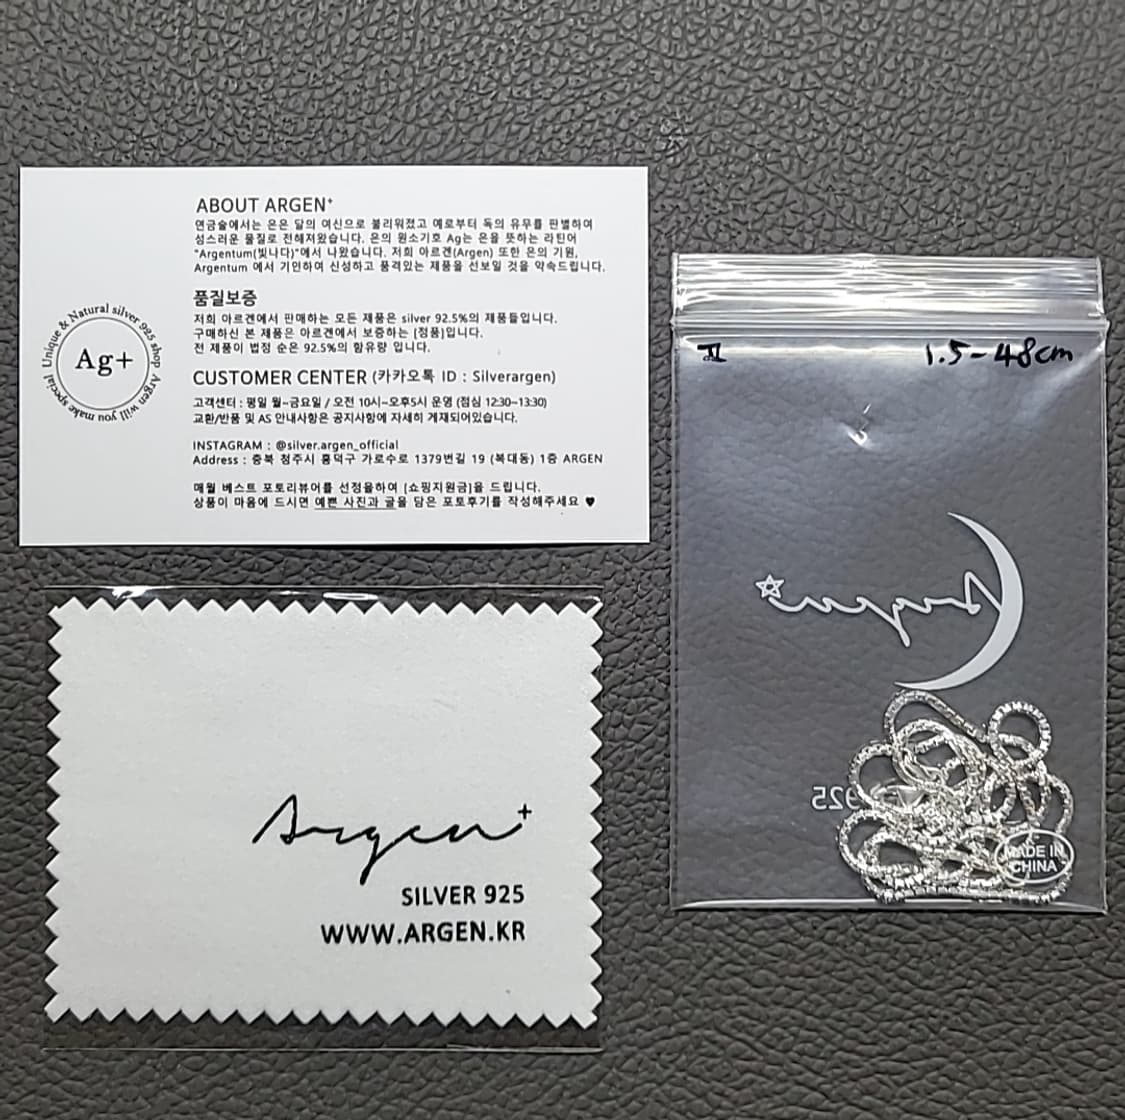 ABOUT ARGEN+
연금술에서는 은은 달의 여신으로 불리워졌고 예로부터 독의 유무를 판별하여
성스러운 물질로 전해져왔습니다. 은의 원소기호 Ag는 은을 뜻하는 라틴어
"Argentum(빛나다)"에서 나왔습니다. 저희 아르겐(Argen) 또한 은의 기원,
Argentum 에서 기인하여 신성하고 품격있는 제품을 선보일 것을 약속드립니다.
품질보증
저희 아르겐에서 판매하는 모든 제품은 silver 92.5%의 제품들입니다.
구매하신 본 제품은 아르겐에서 보증하는 [정품]입니다.
전 제품이 법정 순은 92.5%의 함유량 입니다.
CUSTOMER CENTER (카카오톡 ID : Silverargen)
고객센터 : 평일 월~금요일 / 오전 10시~오후5시 운영 (점심 12:30~13:30)
교환/반품 및 AS 안내사항은 공지사항에 자세히 게재되어있습니다.
INSTAGRAM : @silver.argen_official
Address : 충북 청주시 흥덕구 가로수로 1379번길 19 (복대동) 1층 ARGEN
매월 베스트 포토리뷰어를 선정을하여 [쇼핑지원금]을 드립니다.
상품이 마음에 드시면 예쁜 사진과 글을 담은 포토후기를 작성해주세요 ♥
Unique & Natural silver 925 shop Argen will you make special
Ag+
II 1.5-48cm
Argen
925
MADE IN
CHINA
Argen+
SILVER 925
WWW.ARGEN.KR